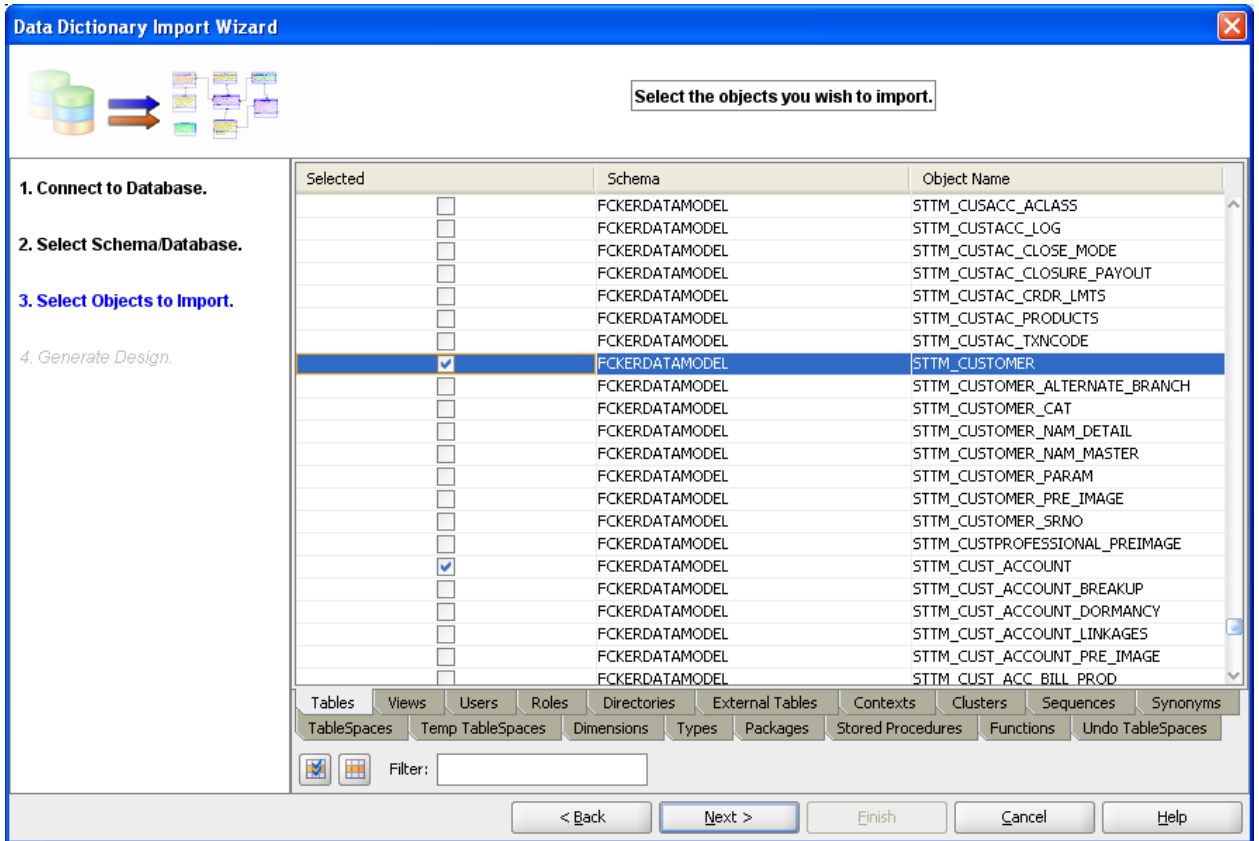 Data Dictionary Import Wizard
Select the objects you wish to import.
1. Connect to Database.
2. Select Schema/Database.
3. Select Objects to Import.
4. Generate Design.
Selected Schema Object Name
FCKERDATAMODEL STTM_CUSACC_ACLASS
FCKERDATAMODEL STTM_CUSTACC_LOG
FCKERDATAMODEL STTM_CUSTAC_CLOSE_MODE
FCKERDATAMODEL STTM_CUSTAC_CLOSURE_PAYOUT
FCKERDATAMODEL STTM_CUSTAC_CRDR_LMTS
FCKERDATAMODEL STTM_CUSTAC_PRODUCTS
FCKERDATAMODEL STTM_CUSTAC_TXNCODE
FCKERDATAMODEL STTM_CUSTOMER
FCKERDATAMODEL STTM_CUSTOMER_ALTERNATE_BRANCH
FCKERDATAMODEL STTM_CUSTOMER_CAT
FCKERDATAMODEL STTM_CUSTOMER_NAM_DETAIL
FCKERDATAMODEL STTM_CUSTOMER_NAM_MASTER
FCKERDATAMODEL STTM_CUSTOMER_PARAM
FCKERDATAMODEL STTM_CUSTOMER_PRE_IMAGE
FCKERDATAMODEL STTM_CUSTOMER_SRNO
FCKERDATAMODEL STTM_CUSTPROFESSIONAL_PREIMAGE
FCKERDATAMODEL STTM_CUST_ACCOUNT
FCKERDATAMODEL STTM_CUST_ACCOUNT_BREAKUP
FCKERDATAMODEL STTM_CUST_ACCOUNT_DORMANCY
FCKERDATAMODEL STTM_CUST_ACCOUNT_LINKAGES
FCKERDATAMODEL STTM_CUST_ACCOUNT_PRE_IMAGE
FCKERDATAMODEL STTM_CUST_ACC_BILL_PROD
Tables Views Users Roles Directories External Tables Contexts Clusters Sequences Synonyms
TableSpaces Temp TableSpaces Dimensions Types Packages Stored Procedures Functions Undo TableSpaces
Filter:
< Back Next > Finish Cancel Help